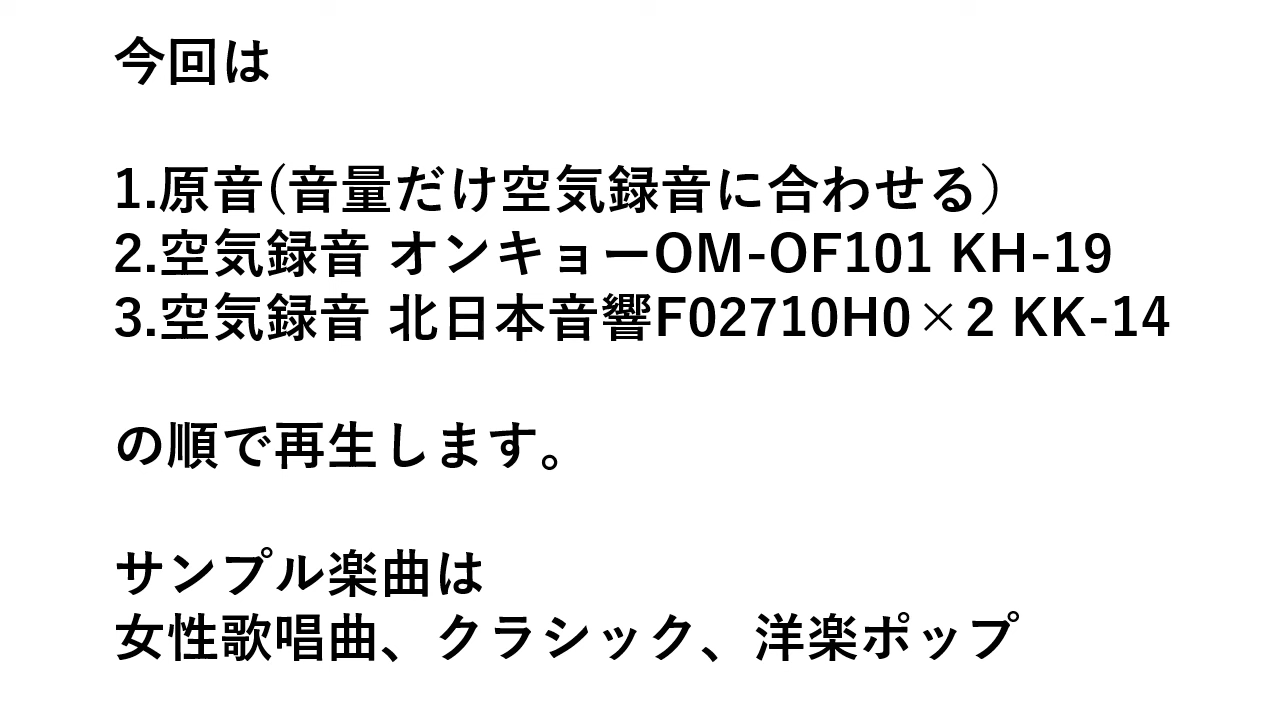 今回は
1.原音(音量だけ空気録音に合わせる)
2.空気録音 オンキョーOM-OF101 KH-19
3.空気録音 北日本音響F02710H0×2 KK-14
の順で再生します。
サンプル楽曲は
女性歌唱曲、クラシック、洋楽ポップ